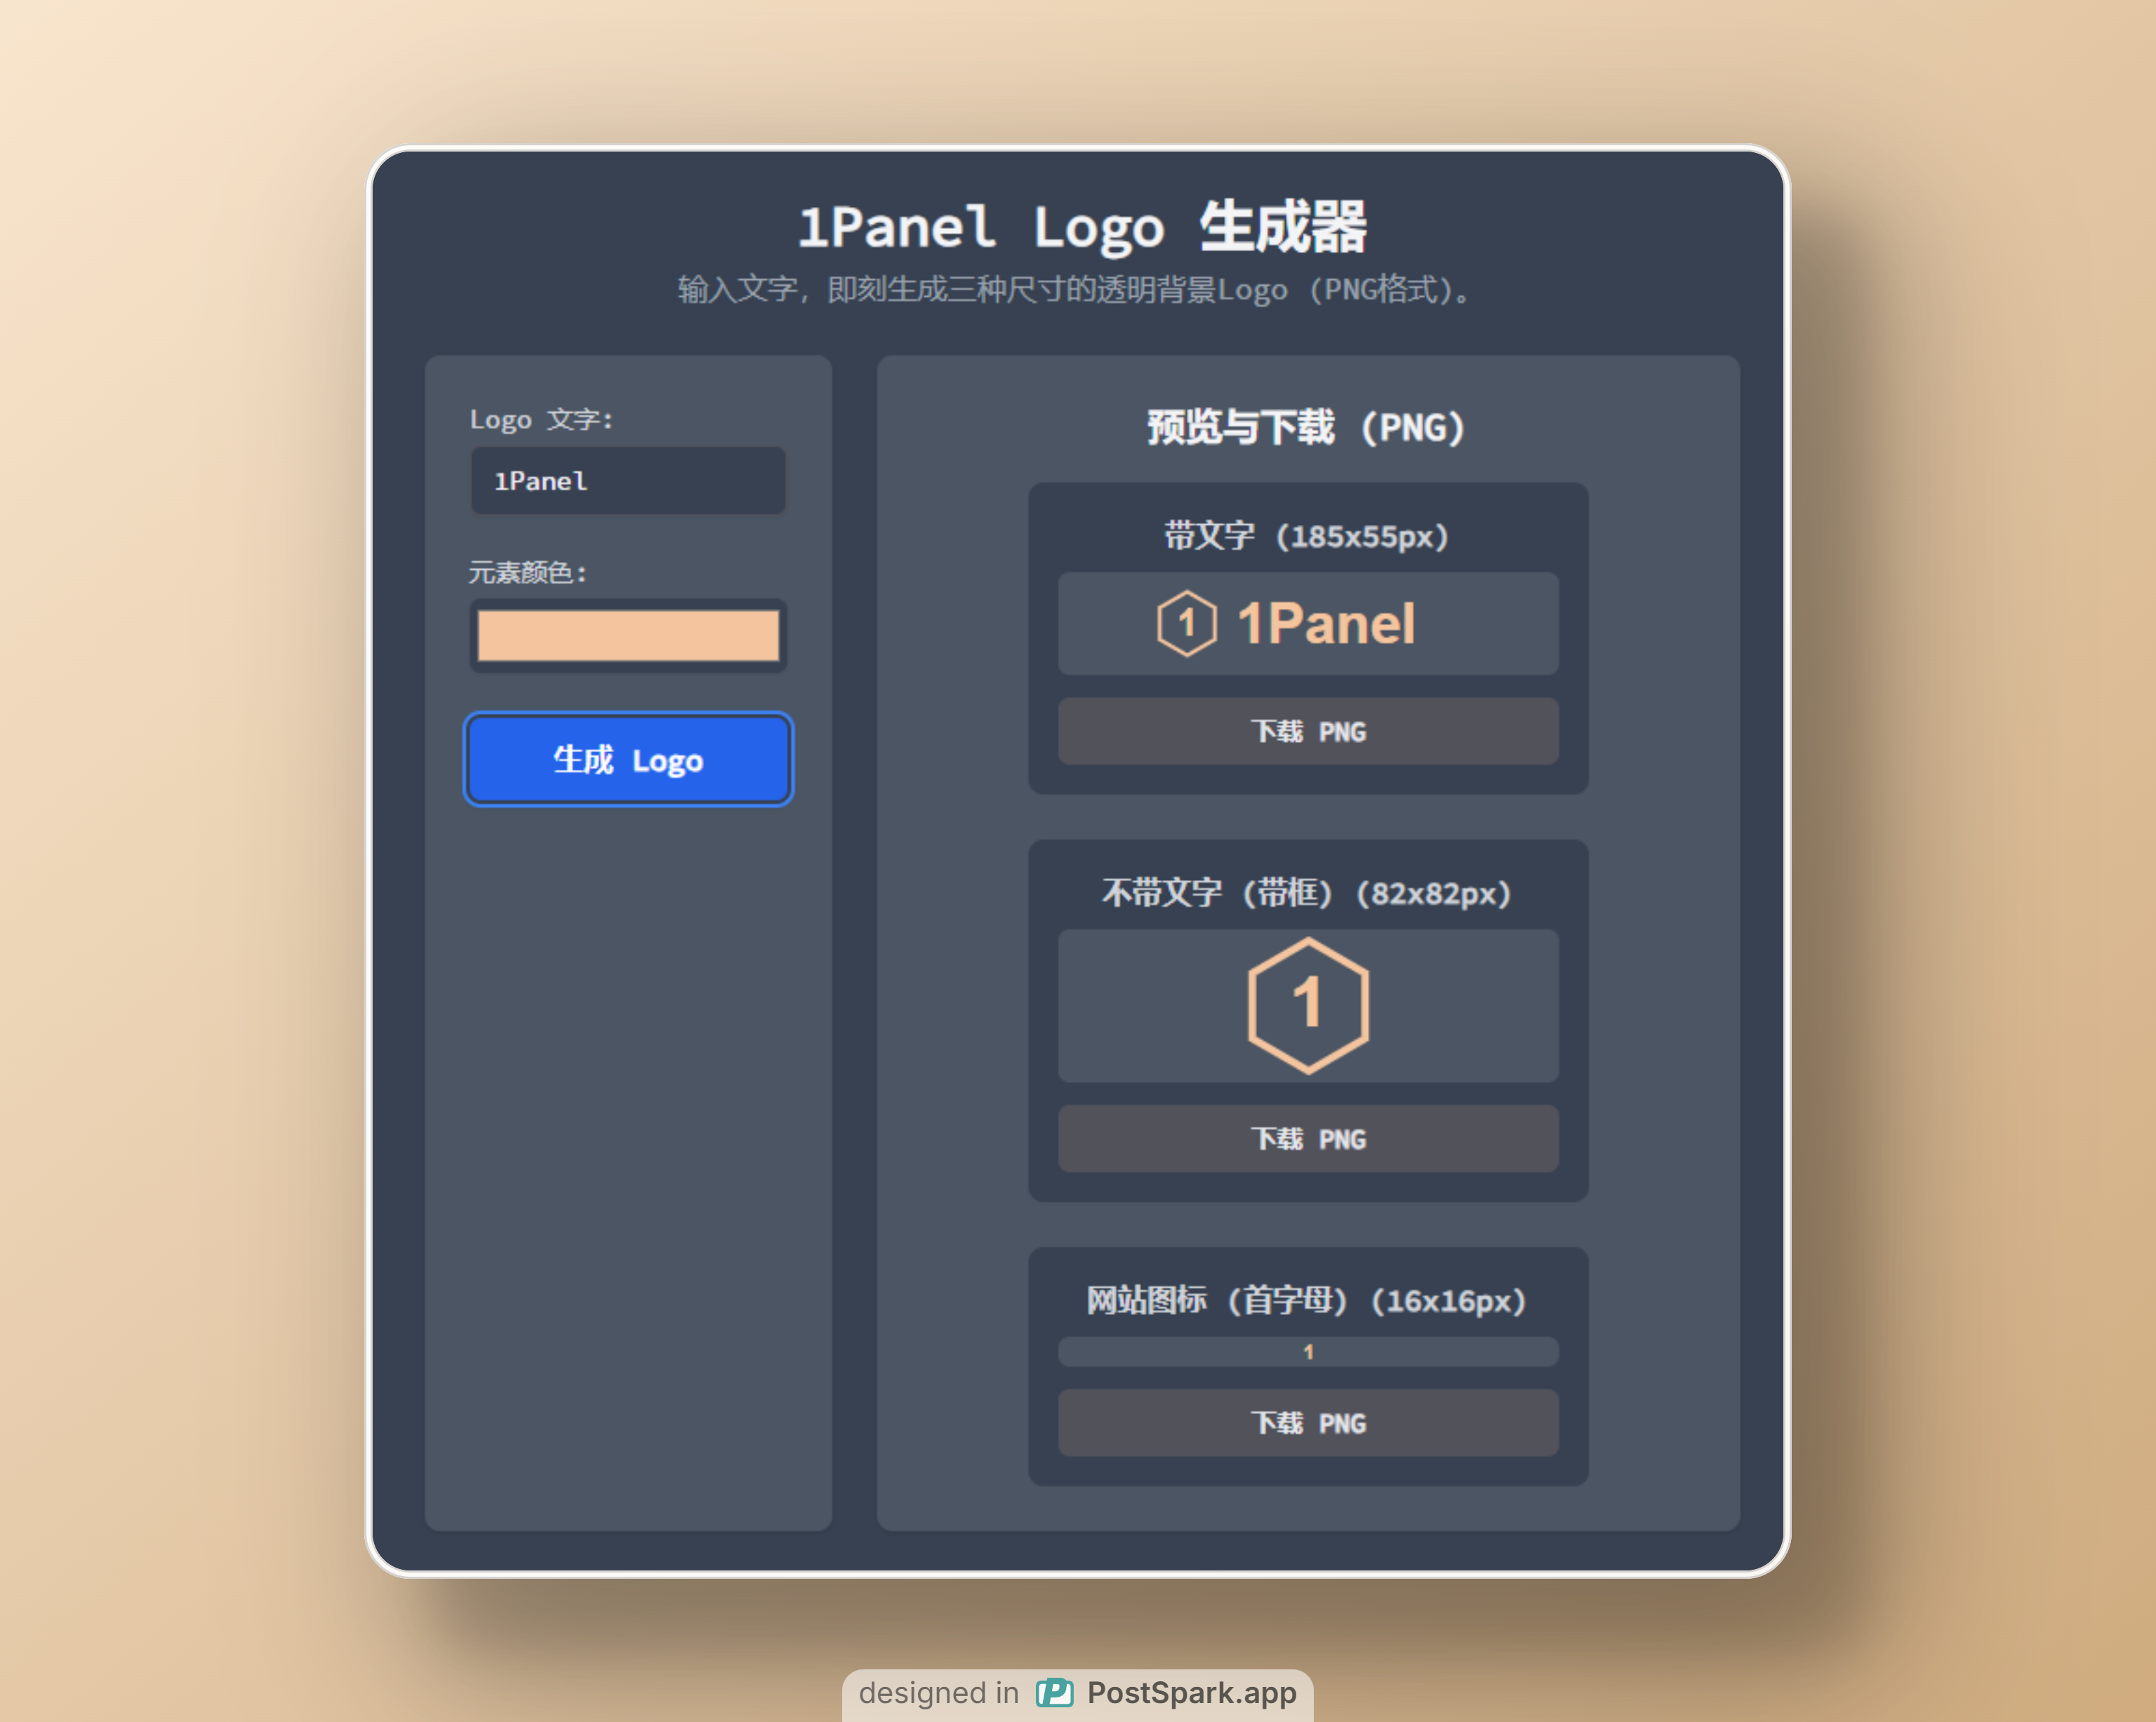 1Panel Logo 生成器
输入文字，即刻生成三种尺寸的透明背景Logo (PNG格式)。
Logo 文字:
1Panel
元素颜色:
生成 Logo
预览与下载 (PNG)
带文字 (185x55px)
1 1Panel
下载 PNG
不带文字 (带框) (82x82px)
1
下载 PNG
网站图标 (首字母) (16x16px)
1
下载 PNG
designed in P PostSpark.app